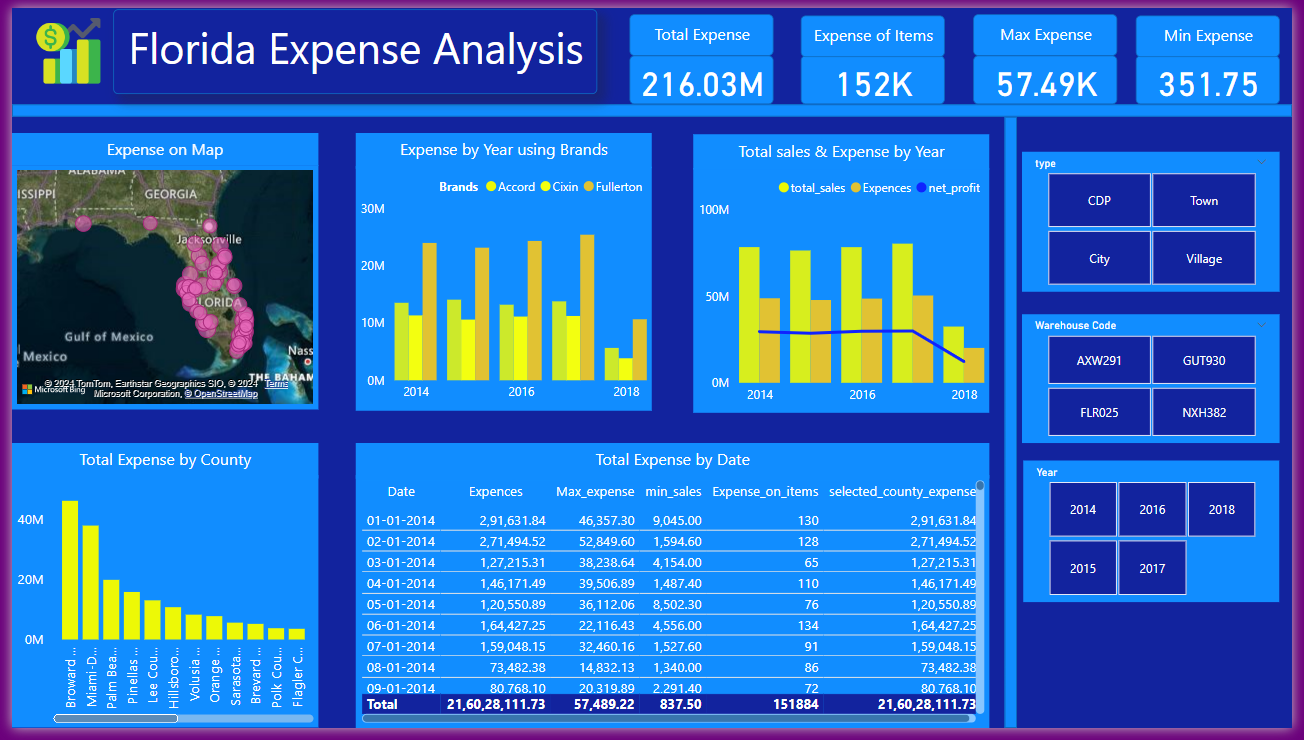 Florida Expense Analysis
Total Expense
216.03M
Expense of Items
152K
Max Expense
57.49K
Min Expense
351.75
Expense on Map
ALABAMA
ISSIPPI
GEORGIA
Jacksonville
FLORIDA
Gulf of Mexico
Mexico
Nass
THE BAHAM
Microsoft Bing
© 2024 TomTom, Earthstar Geographics SIO, © 2024 Terms
Microsoft Corporation, © OpenStreetMap
Expense by Year using Brands
Brands Accord Cixin Fullerton
30M
20M
10M
0M
2014 2016 2018
Total sales & Expense by Year
total_sales Expences net_profit
100M
50M
0M
2014 2016 2018
type
CDP Town
City Village
Warehouse Code
AXW291 GUT930
FLR025 NXH382
Year
2014 2016 2018
2015 2017
Total Expense by County
40M
20M
0M
Broward ...
Miami-D...
Palm Bea...
Pinellas ...
Lee Cou...
Hillsboro...
Volusia ...
Orange...
Sarasota...
Brevard ...
Polk Cou...
Flagler C...
Total Expense by Date
Date Expences Max_expense min_sales Expense_on_items selected_county_expense
01-01-2014 2,91,631.84 46,357.30 9,045.00 130 2,91,631.84
02-01-2014 2,71,494.52 52,849.60 1,594.60 128 2,71,494.52
03-01-2014 1,27,215.31 38,238.64 4,154.00 65 1,27,215.31
04-01-2014 1,46,171.49 39,506.89 1,487.40 110 1,46,171.49
05-01-2014 1,20,550.89 36,112.06 8,502.30 76 1,20,550.89
06-01-2014 1,64,427.25 22,116.43 4,556.00 134 1,64,427.25
07-01-2014 1,59,048.15 32,460.16 1,527.60 91 1,59,048.15
08-01-2014 73,482.38 14,832.13 1,340.00 86 73,482.38
09-01-2014 80,768.10 20,319.89 2,291.40 72 80,768.10
Total 21,60,28,111.73 57,489.22 837.50 151884 21,60,28,111.73